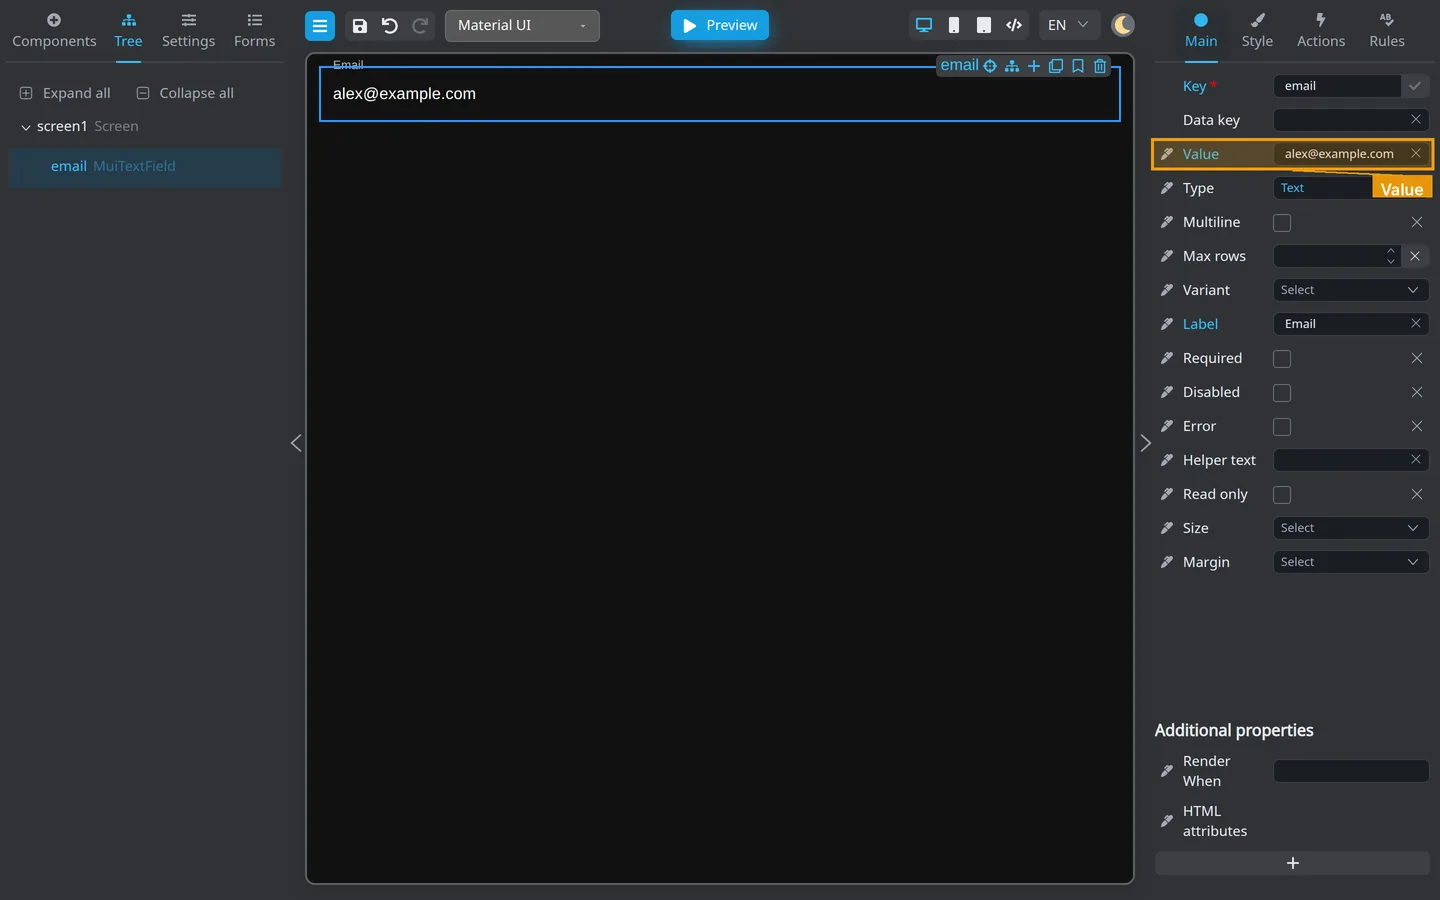 Components
Tree
Settings
Forms
Material UI
Preview
EN
Main
Style
Actions
AB
Rules
Expand all
Collapse all
screen1 Screen
email MuiTextField
Email
email
alex@example.com
Key * email
Data key
Value alex@example.com
Value
Type Text
Multiline
Max rows
Variant Select
Label Email
Required
Disabled
Error
Helper text
Read only
Size Select
Margin Select
Additional properties
Render
When
HTML
attributes